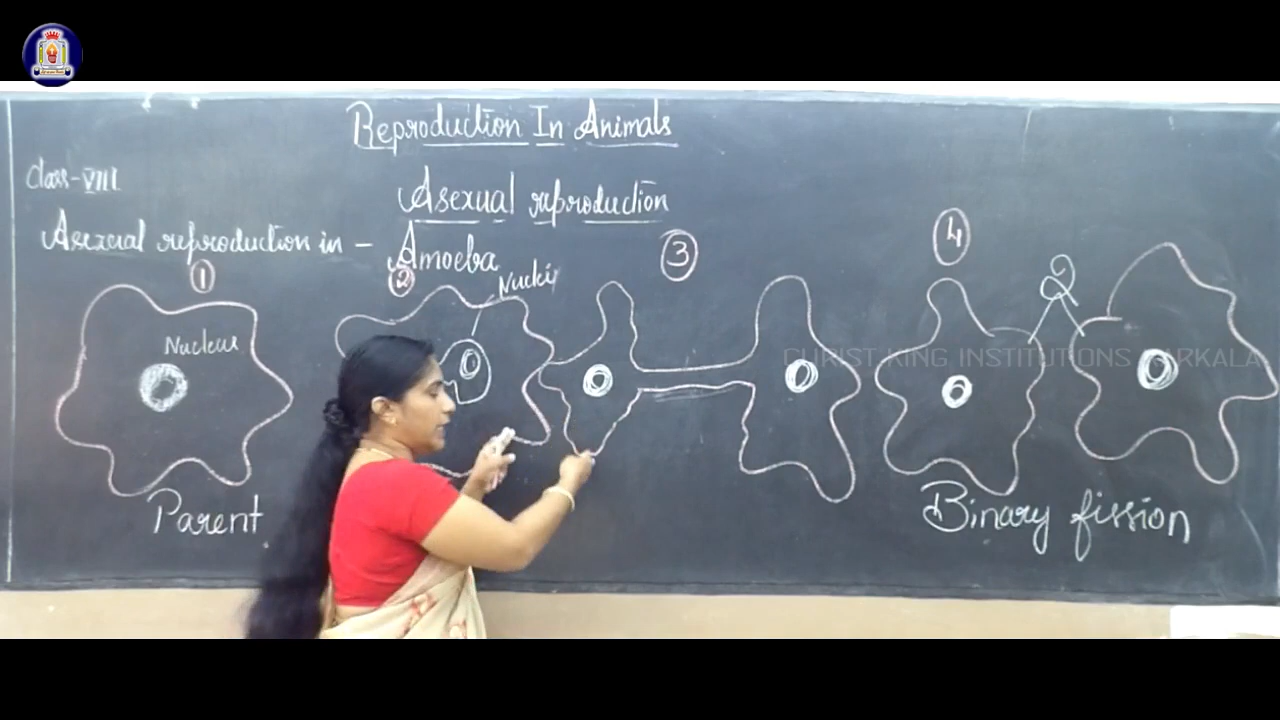 Reproduction In Animals
Class-VIII
Asexual reproduction
Asexual reproduction in - Amoeba
1
2
3
4
Nucleus
2
CHRIST KING INSTITUTIONS KARKALA
Parent
Binary fission